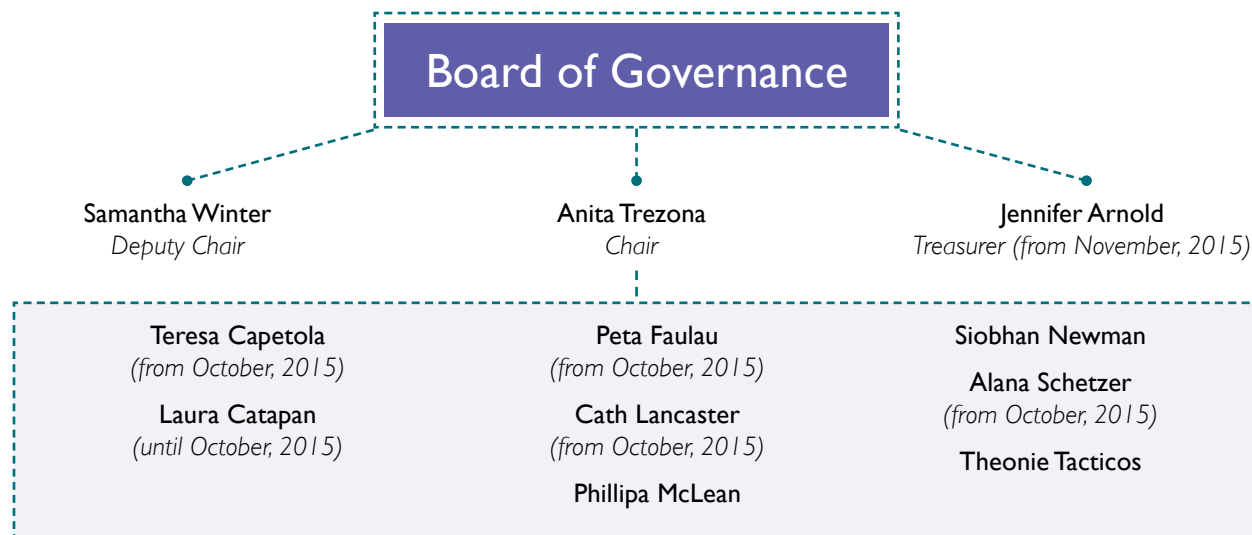 Board of Governance
Samantha Winter
Deputy Chair
Anita Trezona
Chair
Jennifer Arnold
Treasurer (from November, 2015)
Teresa Capetola
(from October, 2015)
Laura Catapan
(until October, 2015)
Peta Faulau
(from October, 2015)
Cath Lancaster
(from October, 2015)
Phillipa McLean
Siobhan Newman
Alana Schetzer
(from October, 2015)
Theonie Tacticos